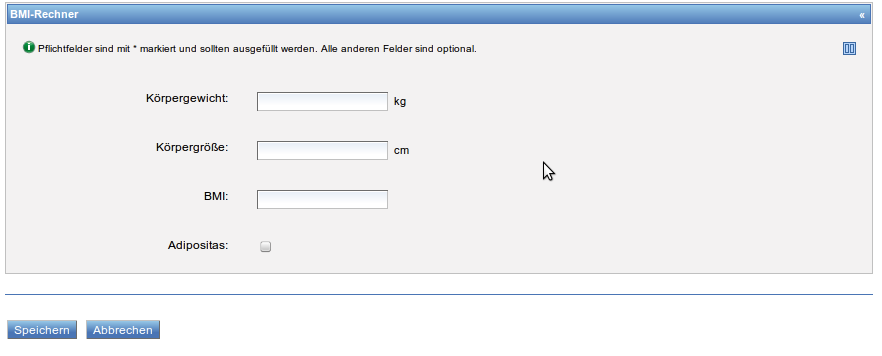 BMI-Rechner «
Pflichtfelder sind mit * markiert und sollten ausgefüllt werden. Alle anderen Felder sind optional.
Körpergewicht: kg
Körpergröße: cm
BMI:
Adipositas:
Speichern Abbrechen